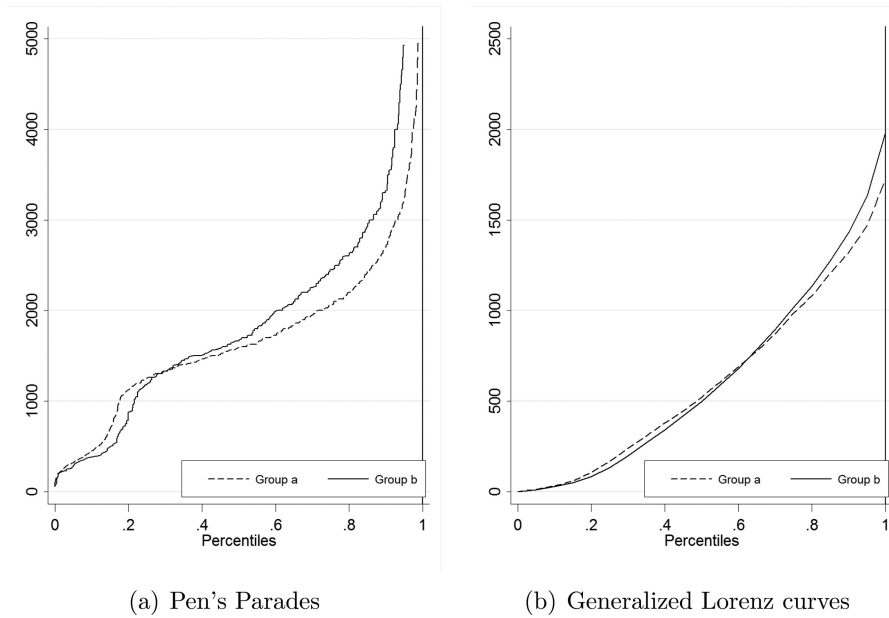 5000
4000
3000
2000
1000
0
0 .2 .4 .6 .8 1
Percentiles
Group a Group b
(a) Pen's Parades
2500
2000
1500
1000
500
0
0 .2 .4 .6 .8 1
Percentiles
Group a Group b
(b) Generalized Lorenz curves